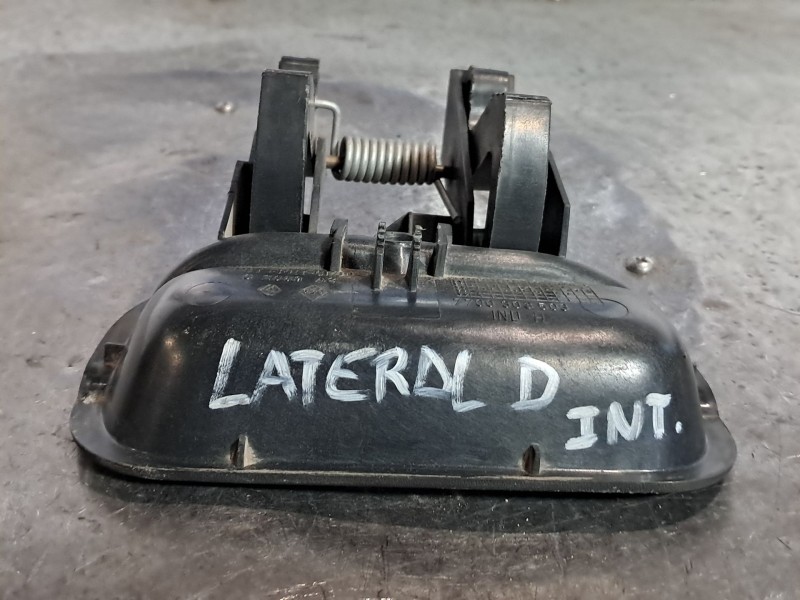 LATERAL D
INT.